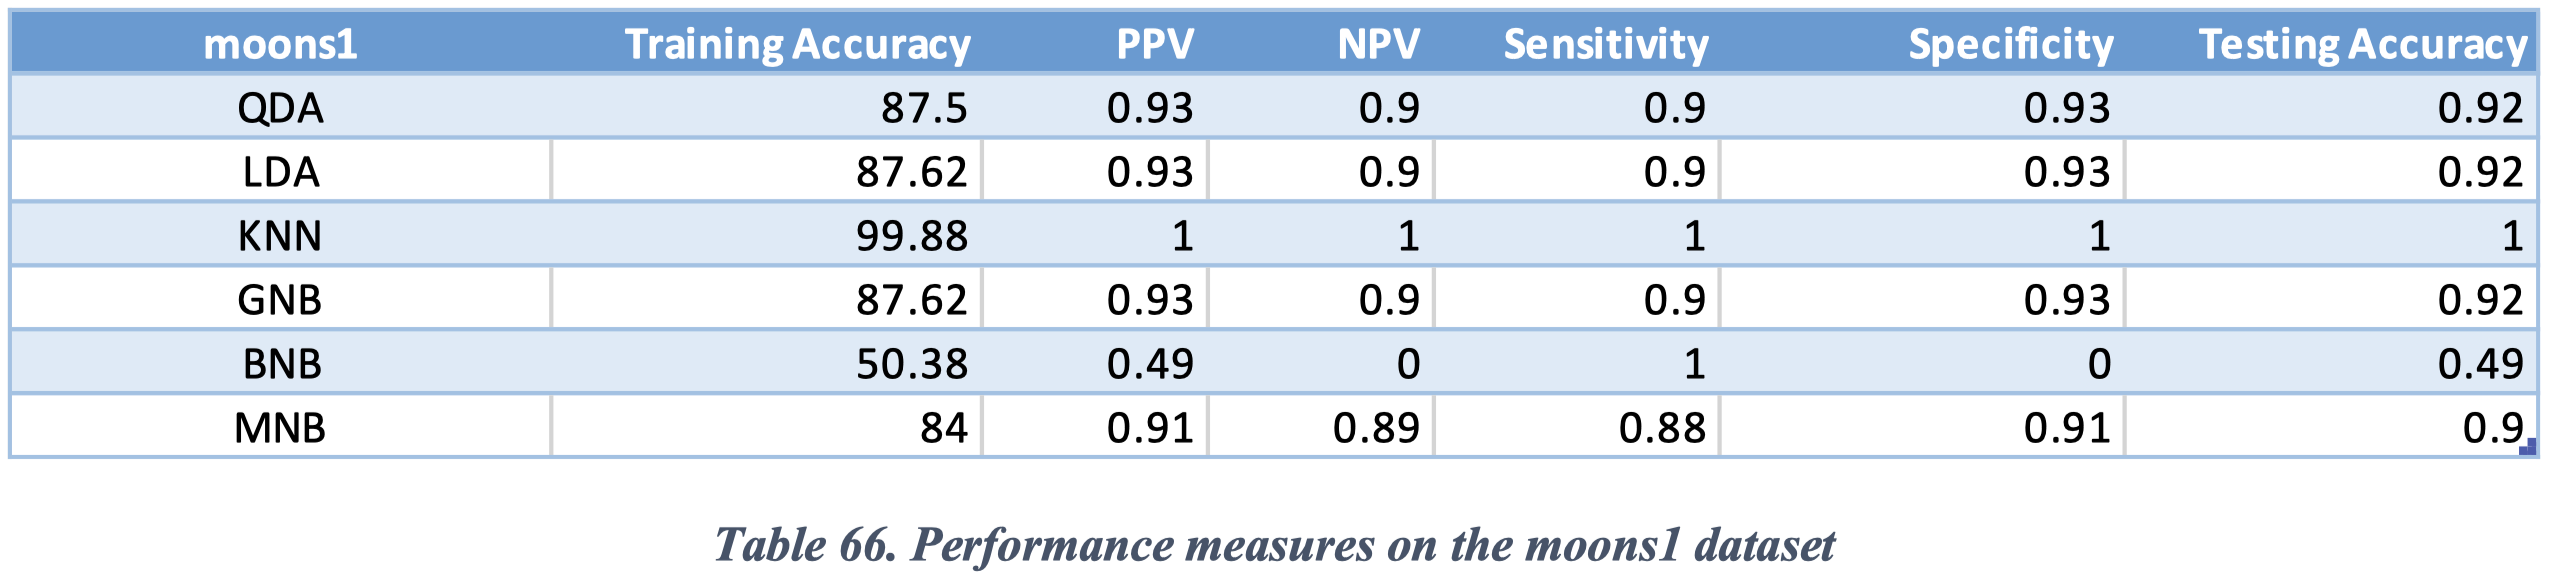 moons1 Training Accuracy PPV NPV Sensitivity Specificity Testing Accuracy
QDA 87.5 0.93 0.9 0.9 0.93 0.92
LDA 87.62 0.93 0.9 0.9 0.93 0.92
KNN 99.88 1 1 1 1 1
GNB 87.62 0.93 0.9 0.9 0.93 0.92
BNB 50.38 0.49 0 1 0 0.49
MNB 84 0.91 0.89 0.88 0.91 0.9
Table 66. Performance measures on the moons1 dataset